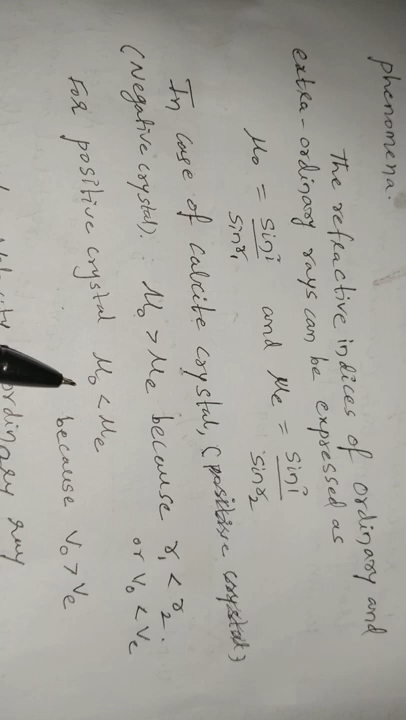 phenomena.
The refractive indices of ordinary and
extra-ordinary rays can be expressed as
μo = sin i / sin r1 and μe = sin i / sin r2
In case of calcite crystal, (positive crystal)
(Negative crystal). μo > μe because r1 < r2.
or vo < ve
For positive crystal μo < μe because vo > ve
ordinary ray